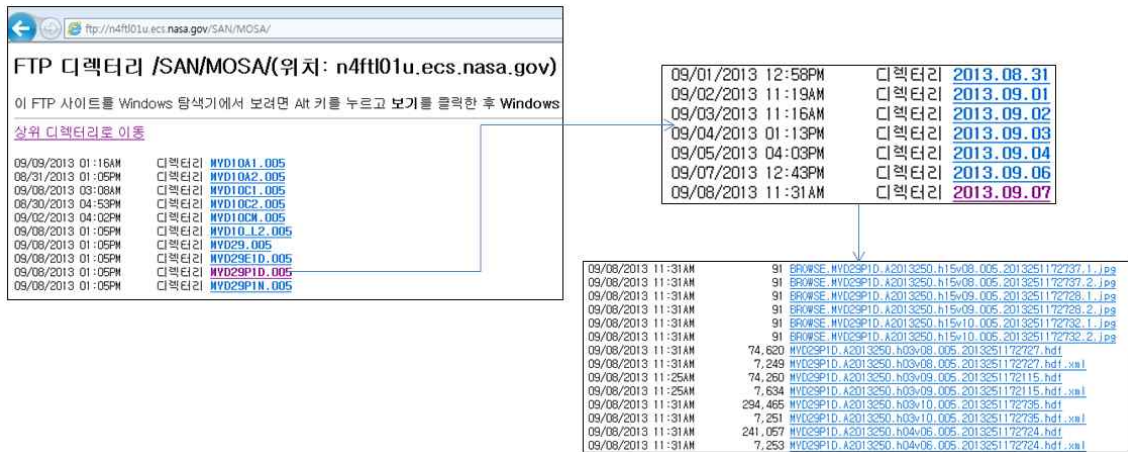 ftp://n4ftl01u.ecs.nasa.gov/SAN/MOSA/
FTP 디렉터리 /SAN/MOSA/(위치: n4ftl01u.ecs.nasa.gov)
이 FTP 사이트를 Windows 탐색기에서 보려면 Alt 키를 누르고 보기를 클릭한 후 Windows
상위 디렉터리로 이동
09/09/2013 01:16AM 디렉터리 MYD10A1.005
08/31/2013 01:05PM 디렉터리 MYD10A2.005
09/08/2013 03:08AM 디렉터리 MYD10C1.005
08/30/2013 04:53PM 디렉터리 MYD10C2.005
09/02/2013 04:02PM 디렉터리 MYD10CM.005
09/08/2013 01:05PM 디렉터리 MYD10_L2.005
09/08/2013 01:05PM 디렉터리 MYD29.005
09/08/2013 01:05PM 디렉터리 MYD29E1D.005
09/08/2013 01:05PM 디렉터리 MYD29P1D.005
09/08/2013 01:05PM 디렉터리 MYD29P1N.005
09/01/2013 12:58PM 디렉터리 2013.08.31
09/02/2013 11:19AM 디렉터리 2013.09.01
09/03/2013 11:16AM 디렉터리 2013.09.02
09/04/2013 01:13PM 디렉터리 2013.09.03
09/05/2013 04:03PM 디렉터리 2013.09.04
09/07/2013 12:43PM 디렉터리 2013.09.06
09/08/2013 11:31AM 디렉터리 2013.09.07
09/08/2013 11:31AM 91 BROWSE.MYD29P1D.A2013250.h15v08.005.2013251172737.1.jpg
09/08/2013 11:31AM 91 BROWSE.MYD29P1D.A2013250.h15v08.005.2013251172737.2.jpg
09/08/2013 11:31AM 91 BROWSE.MYD29P1D.A2013250.h15v09.005.2013251172728.1.jpg
09/08/2013 11:31AM 91 BROWSE.MYD29P1D.A2013250.h15v09.005.2013251172728.2.jpg
09/08/2013 11:31AM 91 BROWSE.MYD29P1D.A2013250.h15v10.005.2013251172732.1.jpg
09/08/2013 11:31AM 91 BROWSE.MYD29P1D.A2013250.h15v10.005.2013251172732.2.jpg
09/08/2013 11:31AM 74,620 MYD29P1D.A2013250.h03v08.005.2013251172727.hdf
09/08/2013 11:31AM 7,249 MYD29P1D.A2013250.h03v08.005.2013251172727.hdf.xml
09/08/2013 11:25AM 74,260 MYD29P1D.A2013250.h03v09.005.2013251172115.hdf
09/08/2013 11:25AM 7,634 MYD29P1D.A2013250.h03v09.005.2013251172115.hdf.xml
09/08/2013 11:31AM 294,465 MYD29P1D.A2013250.h03v10.005.2013251172735.hdf
09/08/2013 11:31AM 7,251 MYD29P1D.A2013250.h03v10.005.2013251172735.hdf.xml
09/08/2013 11:31AM 241,057 MYD29P1D.A2013250.h04v06.005.2013251172724.hdf
09/08/2013 11:31AM 7,253 MYD29P1D.A2013250.h04v06.005.2013251172724.hdf.xml